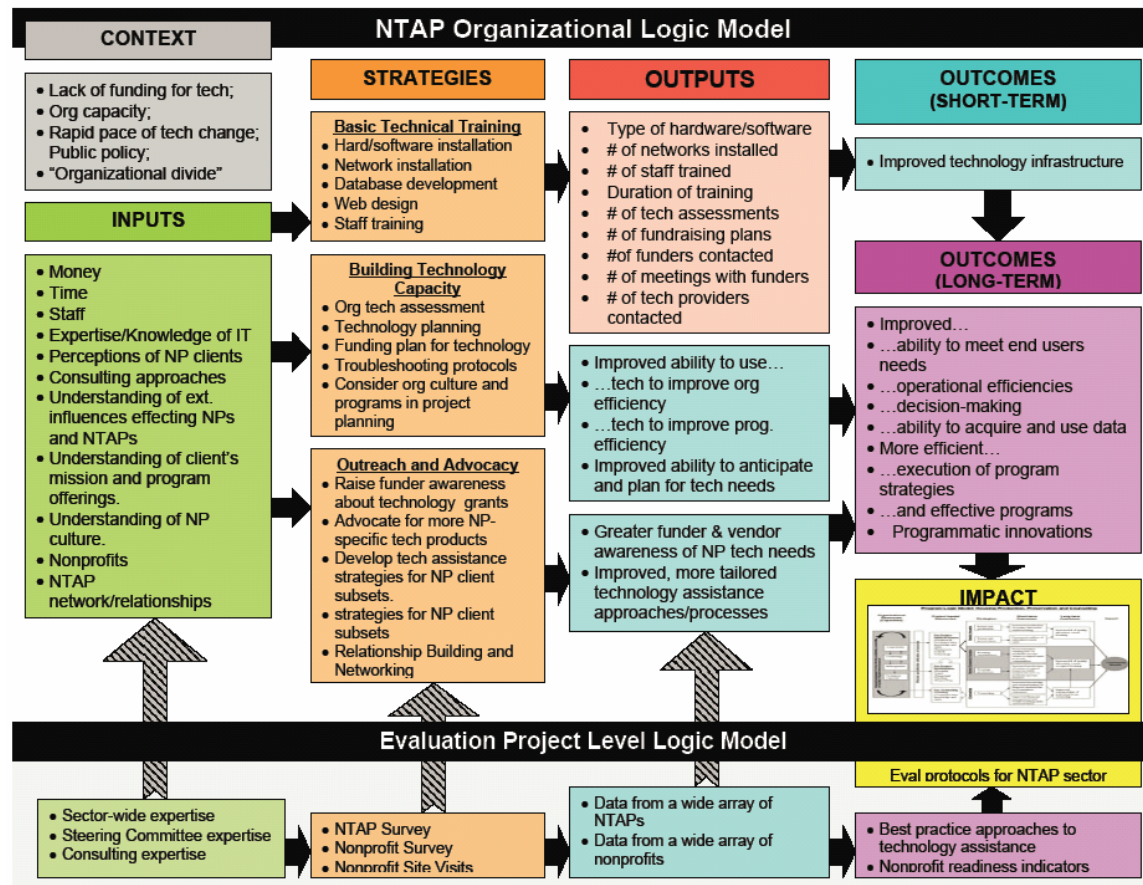 NTAP Organizational Logic Model
CONTEXT
• Lack of funding for tech;
• Org capacity;
• Rapid pace of tech change;
Public policy;
• “Organizational divide”
INPUTS
• Money
• Time
• Staff
• Expertise/Knowledge of IT
• Perceptions of NP clients
• Consulting approaches
• Understanding of ext.
influences effecting NPs
and NTAPs
• Understanding of client’s
mission and program
offerings.
• Understanding of NP
culture.
• Nonprofits
• NTAP
network/relationships
STRATEGIES
Basic Technical Training
• Hard/software installation
• Network installation
• Database development
• Web design
• Staff training
Building Technology
Capacity
• Org tech assessment
• Technology planning
• Funding plan for technology
• Troubleshooting protocols
• Consider org culture and
programs in project
planning
Outreach and Advocacy
• Raise funder awareness
about technology grants
• Advocate for more NP-
specific tech products
• Develop tech assistance
strategies for NP client
subsets.
• strategies for NP client
subsets
• Relationship Building and
Networking
OUTPUTS
• Type of hardware/software
• # of networks installed
• # of staff trained
• Duration of training
• # of tech assessments
• # of fundraising plans
• #of funders contacted
• # of meetings with funders
• # of tech providers
contacted
• Improved ability to use…
• …tech to improve org
efficiency
• …tech to improve prog.
efficiency
• Improved ability to anticipate
and plan for tech needs
• Greater funder & vendor
awareness of NP tech needs
• Improved, more tailored
technology assistance
approaches/processes
OUTCOMES
(SHORT-TERM)
• Improved technology infrastructure
OUTCOMES
(LONG-TERM)
• Improved…
• …ability to meet end users
needs
• …operational efficiencies
• …decision-making
• …ability to acquire and use data
• More efficient…
• …execution of program
strategies
• …and effective programs
• Programmatic innovations
IMPACT
Evaluation Project Level Logic Model
• Sector-wide expertise
• Steering Committee expertise
• Consulting expertise
• NTAP Survey
• Nonprofit Survey
• Nonprofit Site Visits
• Data from a wide array of
NTAPs
• Data from a wide array of
nonprofits
Eval protocols for NTAP sector
• Best practice approaches to
technology assistance
• Nonprofit readiness indicators